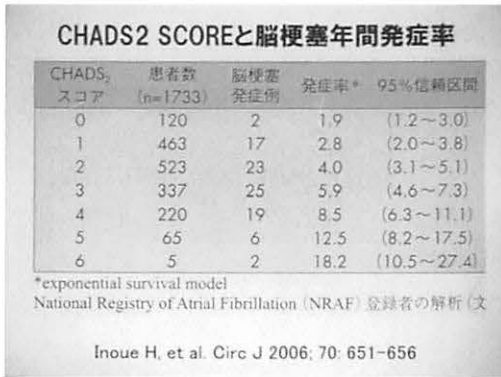 CHADS2 SCOREと脳梗塞年間発症率
CHADS₂ 患者数 脳梗塞 発症率* 95%信頼区間
スコア (n=1733) 発症例
0 120 2 1.9 (1.2~3.0)
1 463 17 2.8 (2.0~3.8)
2 523 23 4.0 (3.1~5.1)
3 337 25 5.9 (4.6~7.3)
4 220 19 8.5 (6.3~11.1)
5 65 6 12.5 (8.2~17.5)
6 5 2 18.2 (10.5~27.4)
*exponential survival model
National Registry of Atrial Fibrillation (NRAF) 登録者の解析 (文
Inoue H, et al. Circ J 2006; 70: 651-656